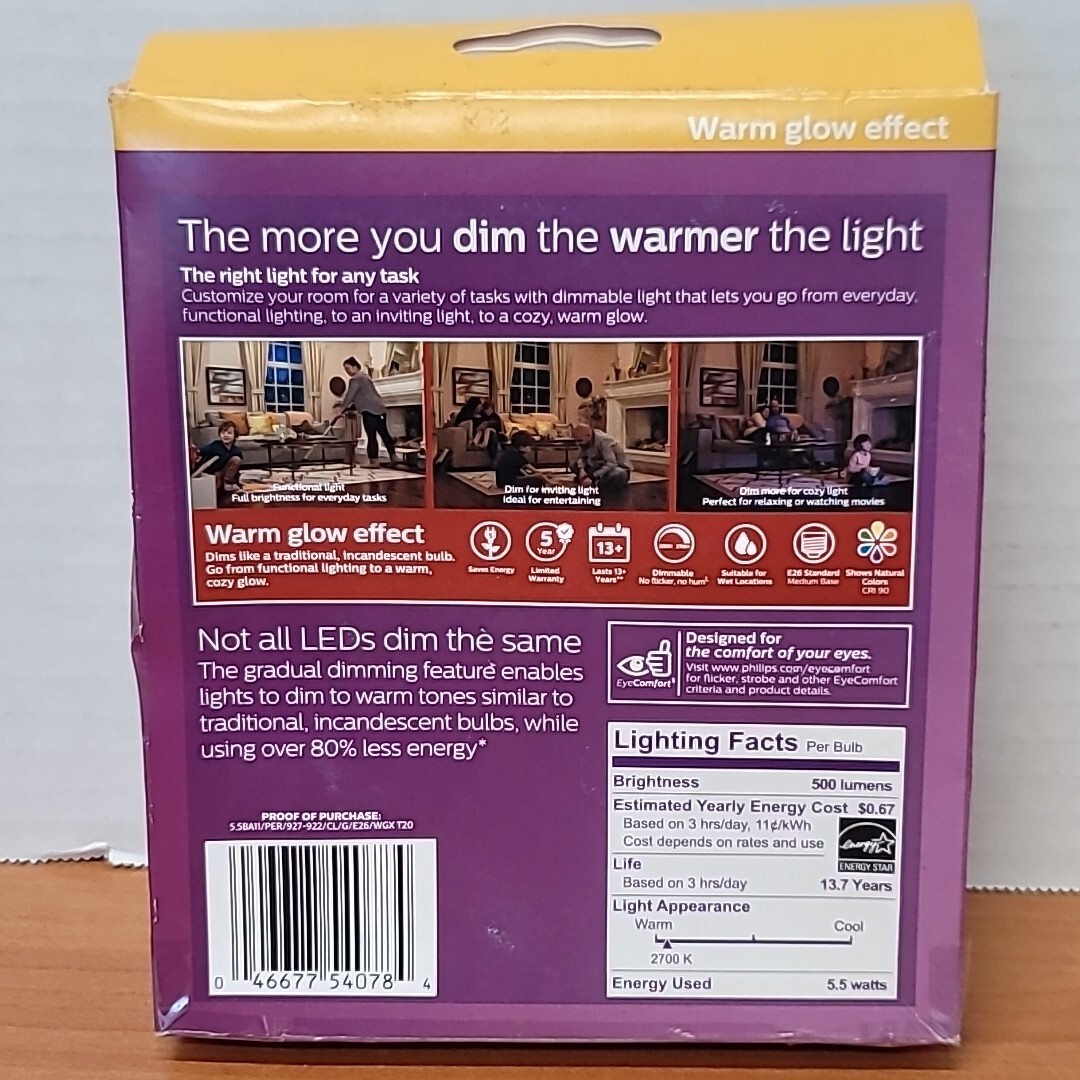 Warm glow effect
The more you dim the warmer the light
The right light for any task
Customize your room for a variety of tasks with dimmable light that lets you go from everyday,
functional lighting, to an inviting light, to a cozy, warm glow.
Functional light
Full brightness for everyday tasks
Dim for inviting light
Ideal for entertaining
Dim more for cozy light
Perfect for relaxing or watching movies
Warm glow effect
Dims like a traditional, incandescent bulb.
Go from functional lighting to a warm,
cozy glow.
Saves Energy
5
Year
Limited
Warranty
13+
Lasts 13+
Years**
Dimmable
No flicker, no hum
Suitable for
Wet Locations
E26 Standard
Medium Base
Shows Natural
Colors
CRI 90
Not all LEDs dim the same
The gradual dimming feature enables
lights to dim to warm tones similar to
traditional, incandescent bulbs, while
using over 80% less energy*
EyeComfort
Designed for
the comfort of your eyes.
Visit www.philips.com/eyecomfort
for flicker, strobe and other EyeComfort
criteria and product details.
PROOF OF PURCHASE:
5.5BA11/PER/927-922/CL/G/E26/WGX T20
0 46677 54078 4
Lighting Facts Per Bulb
Brightness 500 lumens
Estimated Yearly Energy Cost $0.67
Based on 3 hrs/day, 11¢/kWh
Cost depends on rates and use
energy
ENERGY STAR
Life
Based on 3 hrs/day 13.7 Years
Light Appearance
Warm Cool
2700 K
Energy Used 5.5 watts